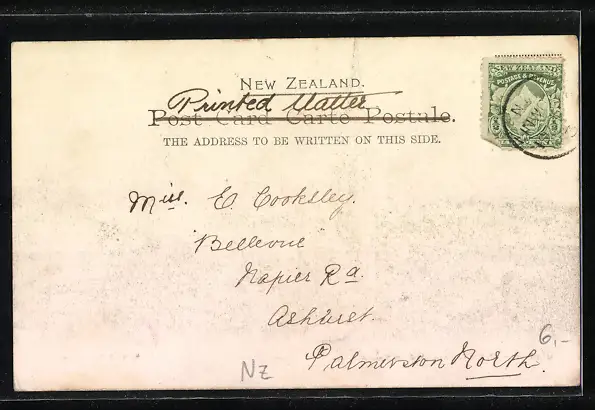 NEW ZEALAND
POSTAGE & REVENUE
NEW ZEALAND.
Printed Matter
Post Card Carte Postale.
THE ADDRESS TO BE WRITTEN ON THIS SIDE.
Miss. E. Cooksley.
Bellevue
Napier Rd.
Ashurst.
Palmerston North.
6,-
NZ